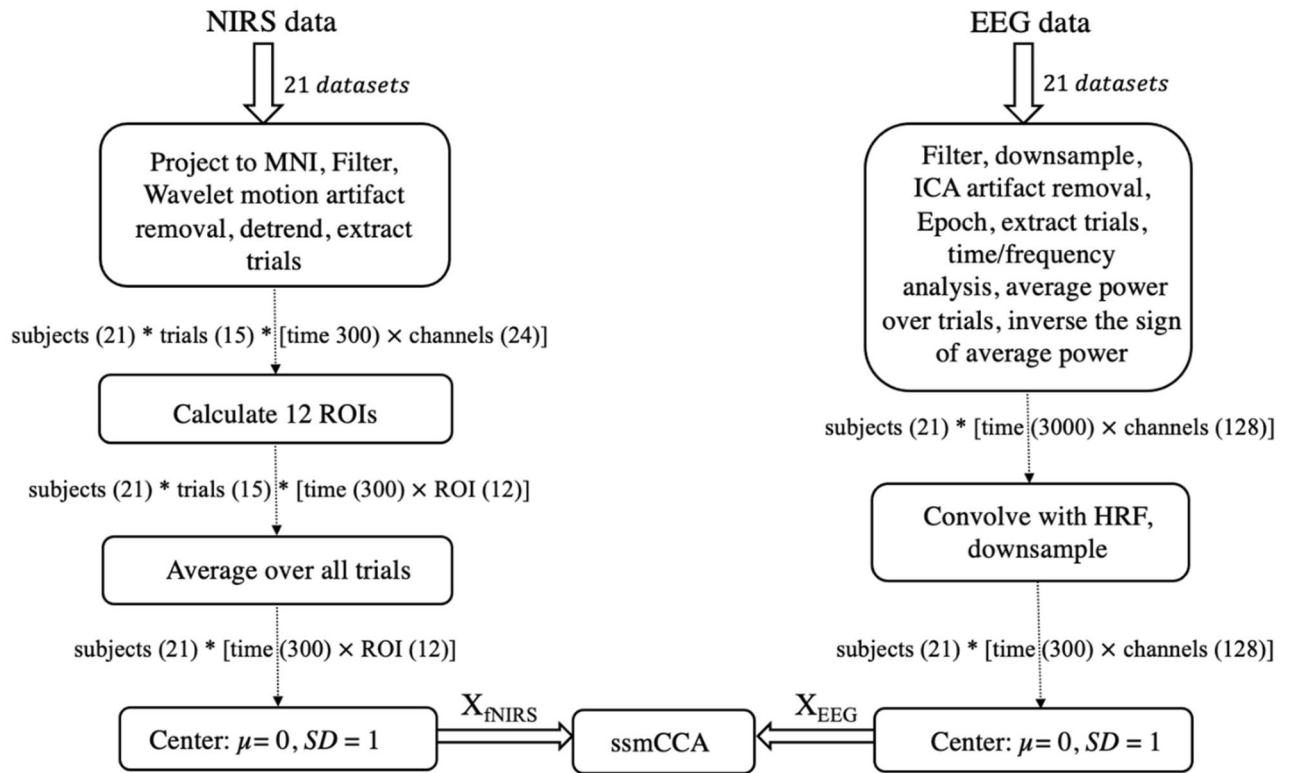 NIRS data
21 datasets
Project to MNI, Filter,
Wavelet motion artifact
removal, detrend, extract
trials
subjects (21) * trials (15) * [time 300) × channels (24)]
Calculate 12 ROIs
subjects (21) * trials (15) * [time (300) × ROI (12)]
Average over all trials
subjects (21) * [time (300) × ROI (12)]
Center: μ= 0, SD = 1
X_fNIRS
ssmCCA
EEG data
21 datasets
Filter, downsample,
ICA artifact removal,
Epoch, extract trials,
time/frequency
analysis, average power
over trials, inverse the sign
of average power
subjects (21) * [time (3000) × channels (128)]
Convolve with HRF,
downsample
subjects (21) * [time (300) × channels (128)]
X_EEG
Center: μ= 0, SD = 1